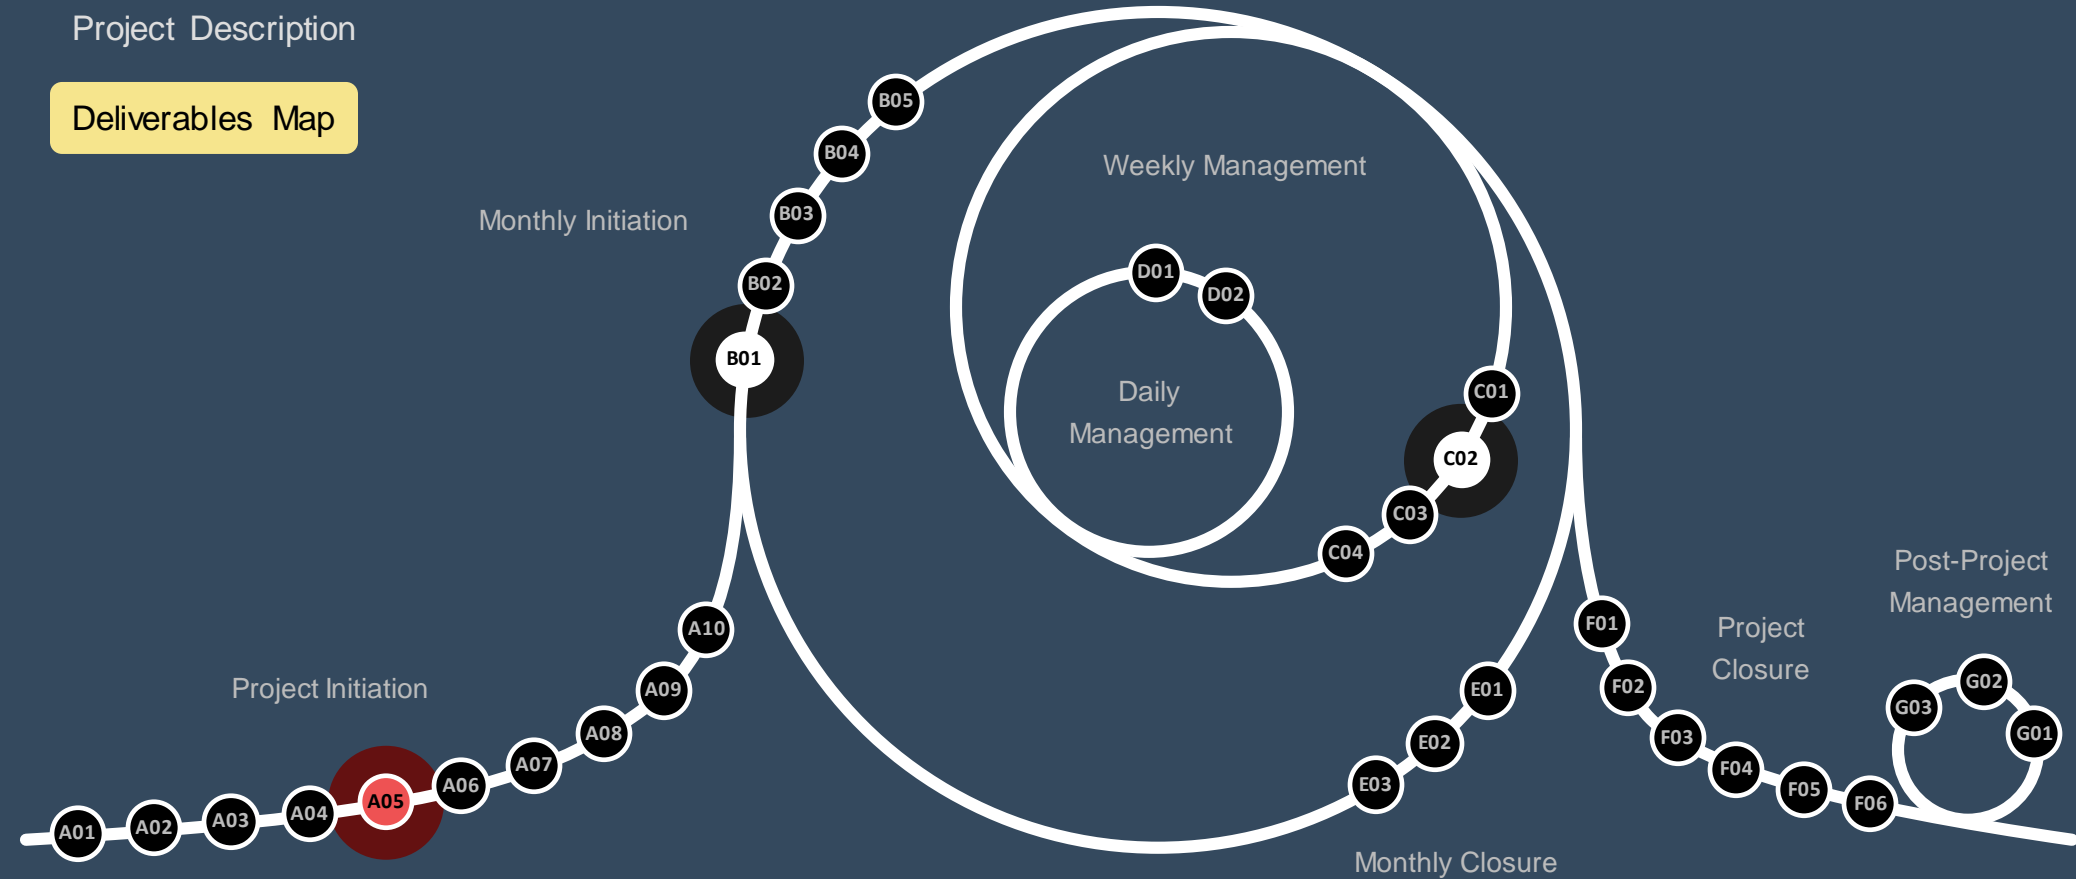 Project Description
Deliverables Map
Monthly Initiation
Weekly Management
Daily
Management
Project Initiation
Monthly Closure
Project
Closure
Post-Project
Management
A01
A02
A03
A04
A05
A06
A07
A08
A09
A10
B01
B02
B03
B04
B05
C01
C02
C03
C04
D01
D02
E01
E02
E03
F01
F02
F03
F04
F05
F06
G01
G02
G03